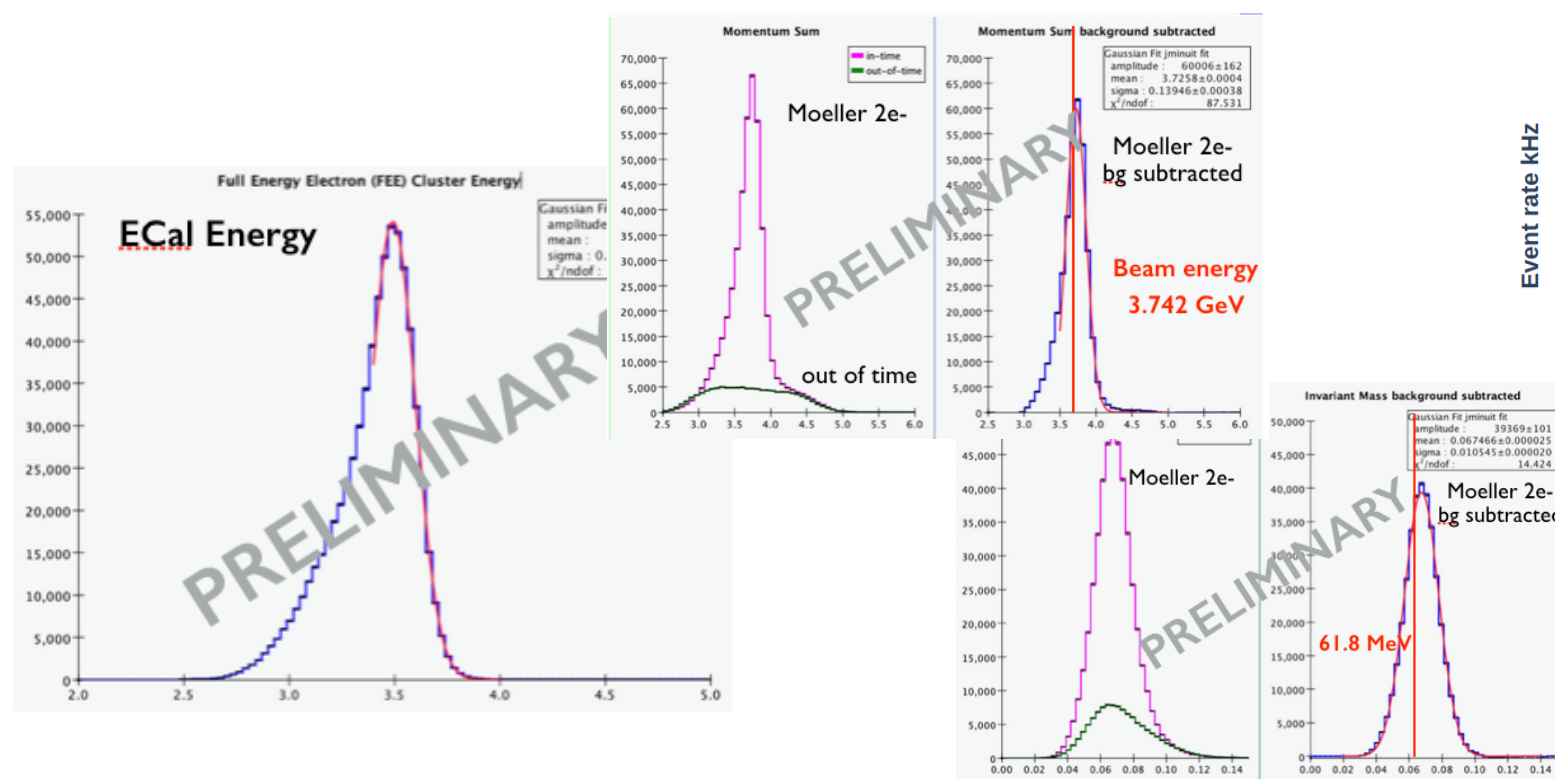 Full Energy Electron (FEE) Cluster Energy
ECal Energy
Gaussian Fi
amplitude
mean :
sigma : 0.
χ²/ndof :
55,000
50,000
45,000
40,000
35,000
30,000
25,000
20,000
15,000
10,000
5,000
0
2.0 2.5 3.0 3.5 4.0 4.5 5.0
PRELIMINARY
Momentum Sum
in-time
out-of-time
Moeller 2e-
out of time
70,000
65,000
60,000
55,000
50,000
45,000
40,000
35,000
30,000
25,000
20,000
15,000
10,000
5,000
0
2.5 3.0 3.5 4.0 4.5 5.0 5.5 6.0
Momentum Sum background subtracted
Gaussian Fit jminuit fit
amplitude : 60006±162
mean : 3.7258±0.0004
sigma : 0.13946±0.00038
χ²/ndof : 87.531
Moeller 2e-
bg subtracted
Beam energy
3.742 GeV
70,000
65,000
60,000
55,000
50,000
45,000
40,000
35,000
30,000
25,000
20,000
15,000
10,000
5,000
0
2.5 3.0 3.5 4.0 4.5 5.0 5.5 6.0
PRELIMINARY
Event rate kHz
Moeller 2e-
45,000
40,000
35,000
30,000
25,000
20,000
15,000
10,000
5,000
0
0.00 0.02 0.04 0.06 0.08 0.10 0.12 0.14
Invariant Mass background subtracted
Gaussian Fit jminuit fit
amplitude : 39369±101
mean : 0.067466±0.000025
sigma : 0.010545±0.000020
χ²/ndof : 14.424
Moeller 2e-
bg subtracted
61.8 MeV
50,000
45,000
40,000
35,000
30,000
25,000
20,000
15,000
10,000
5,000
0
0.00 0.02 0.04 0.06 0.08 0.10 0.12 0.14
PRELIMINARY